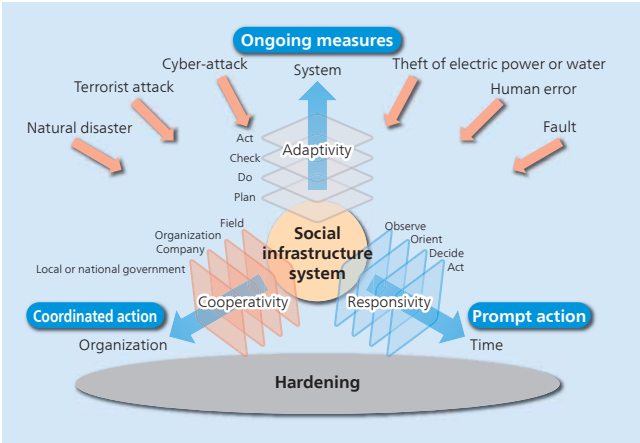 Ongoing measures
Cyber-attack
System
Theft of electric power or water
Terrorist attack
Human error
Natural disaster
Fault
Act
Adaptivity
Check
Do
Plan
Field
Organization
Company
Local or national government
Social
infrastructure
system
Observe
Orient
Decide
Act
Cooperativity
Responsivity
Coordinated action
Prompt action
Organization
Time
Hardening